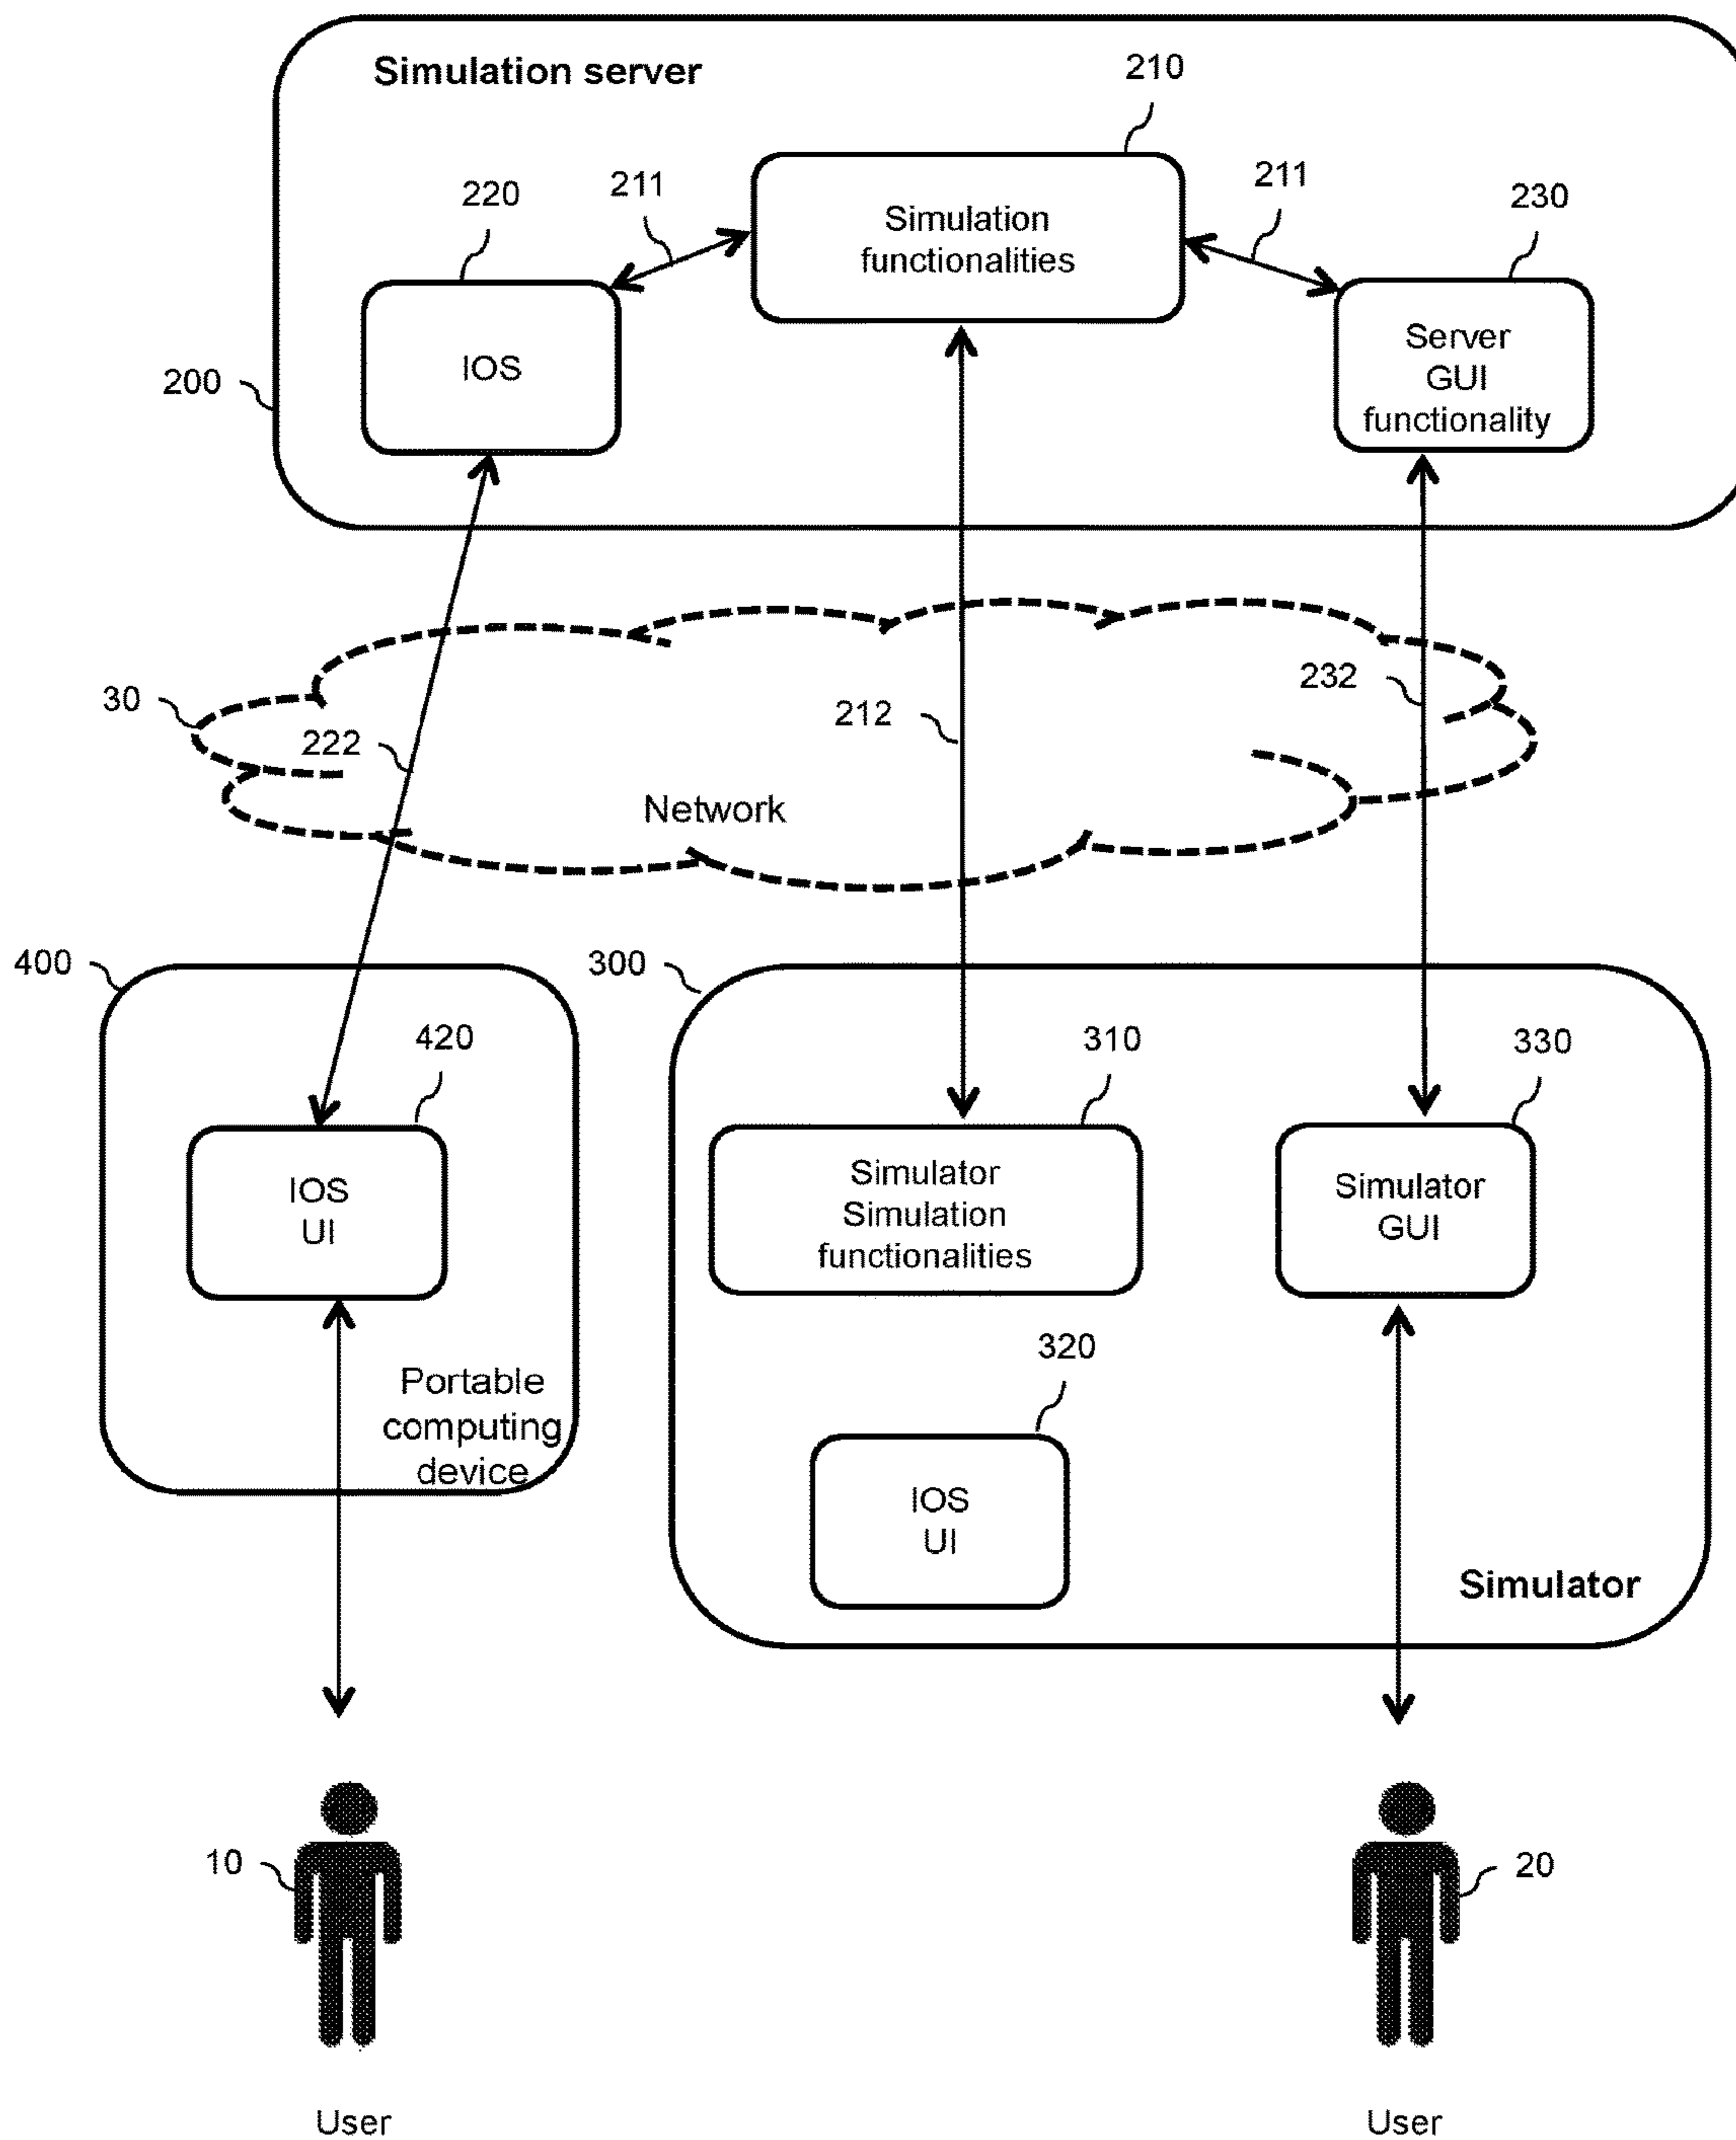 Simulation server
210
220
211
211
230
Simulation
functionalities
IOS
Server
GUI
functionality
200
30
222
212
232
Network
400
300
420
310
330
IOS
UI
Simulator
Simulation
functionalities
Simulator
GUI
320
Portable
computing
device
IOS
UI
Simulator
10
20
User
User